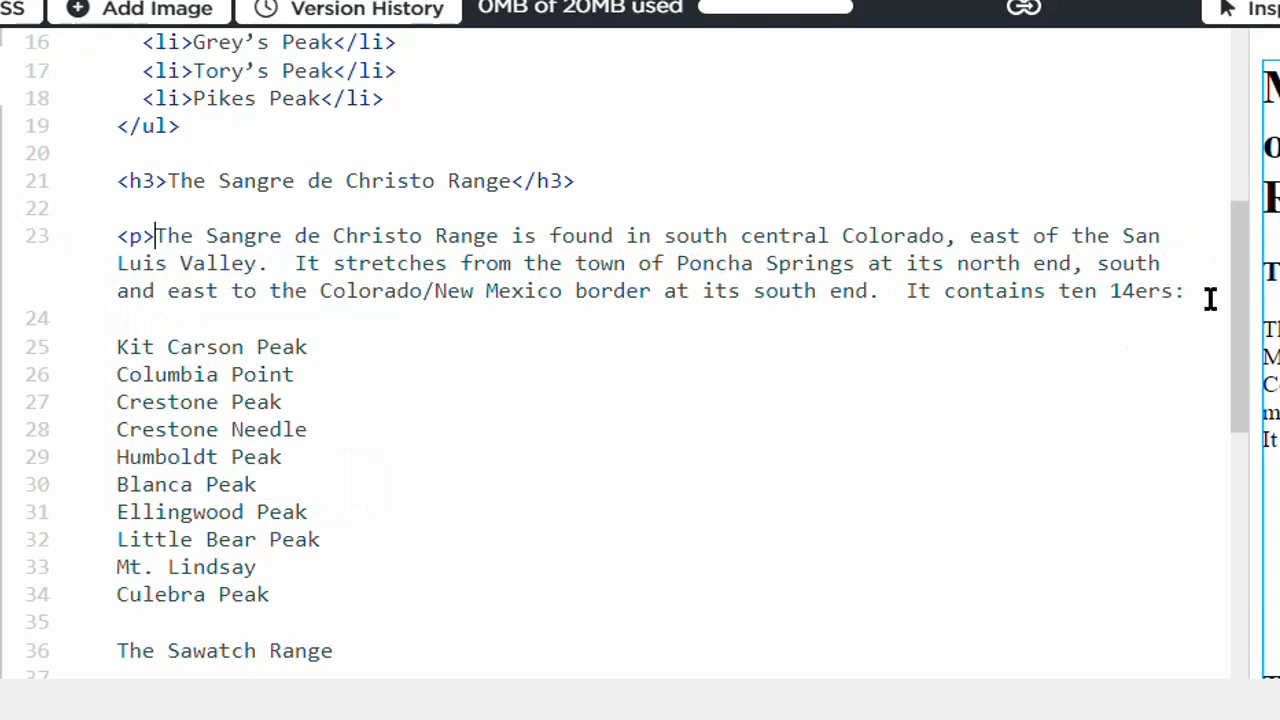 SS Add Image Version History 0MB of 20MB used
16 <li>Grey’s Peak</li>
17 <li>Tory’s Peak</li>
18 <li>Pikes Peak</li>
19 </ul>
20
21 <h3>The Sangre de Christo Range</h3>
22
23 <p>The Sangre de Christo Range is found in south central Colorado, east of the San
Luis Valley.  It stretches from the town of Poncha Springs at its north end, south
and east to the Colorado/New Mexico border at its south end.  It contains ten 14ers:
24
25 Kit Carson Peak
26 Columbia Point
27 Crestone Peak
28 Crestone Needle
29 Humboldt Peak
30 Blanca Peak
31 Ellingwood Peak
32 Little Bear Peak
33 Mt. Lindsay
34 Culebra Peak
35
36 The Sawatch Range
37
It